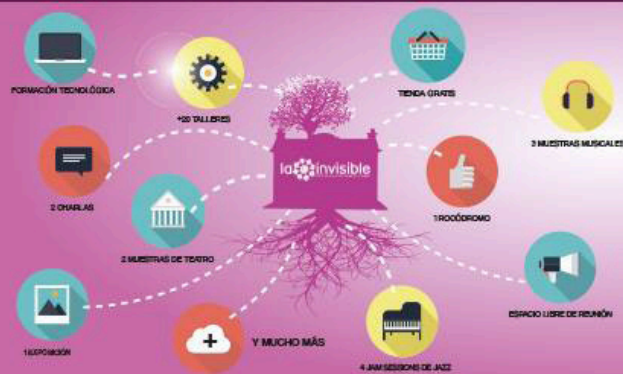 FORMACIÓN TECNOLÓGICA
+20 TALLERES
TIENDA GRATIS
3 MUESTRAS MUSICALES
2 CHARLAS
la invisible
1 ROCÓDROMO
2 MUESTRAS DE TEATRO
ESPACIO LIBRE DE REUNIÓN
1 EXPOSICIÓN
Y MUCHO MÁS
4 JAM SESSIONS DE JAZZ